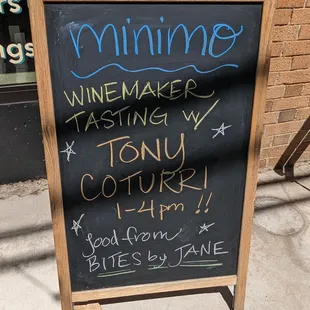 minimo
WINEMAKER
TASTING w/
TONY
COTURRI
1-4pm !!
food from
BITES by JANE